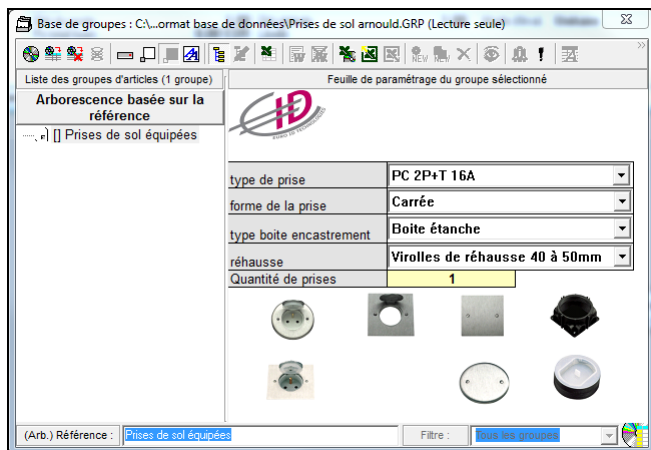 Base de groupes : C:\...ormat base de données\Prises de sol arnould.GRP (Lecture seule)
Liste des groupes d'articles (1 groupe)
Feuille de paramétrage du groupe sélectionné
Arborescence basée sur la
référence
[] Prises de sol équipées
ID
type de prise
PC 2P+T 16A
forme de la prise
Carrée
type boite encastrement
Boite étanche
réhausse
Virolles de réhausse 40 à 50mm
Quantité de prises
1
(Arb.) Référence :
Prises de sol équipées
Filtre :
Tous les groupes